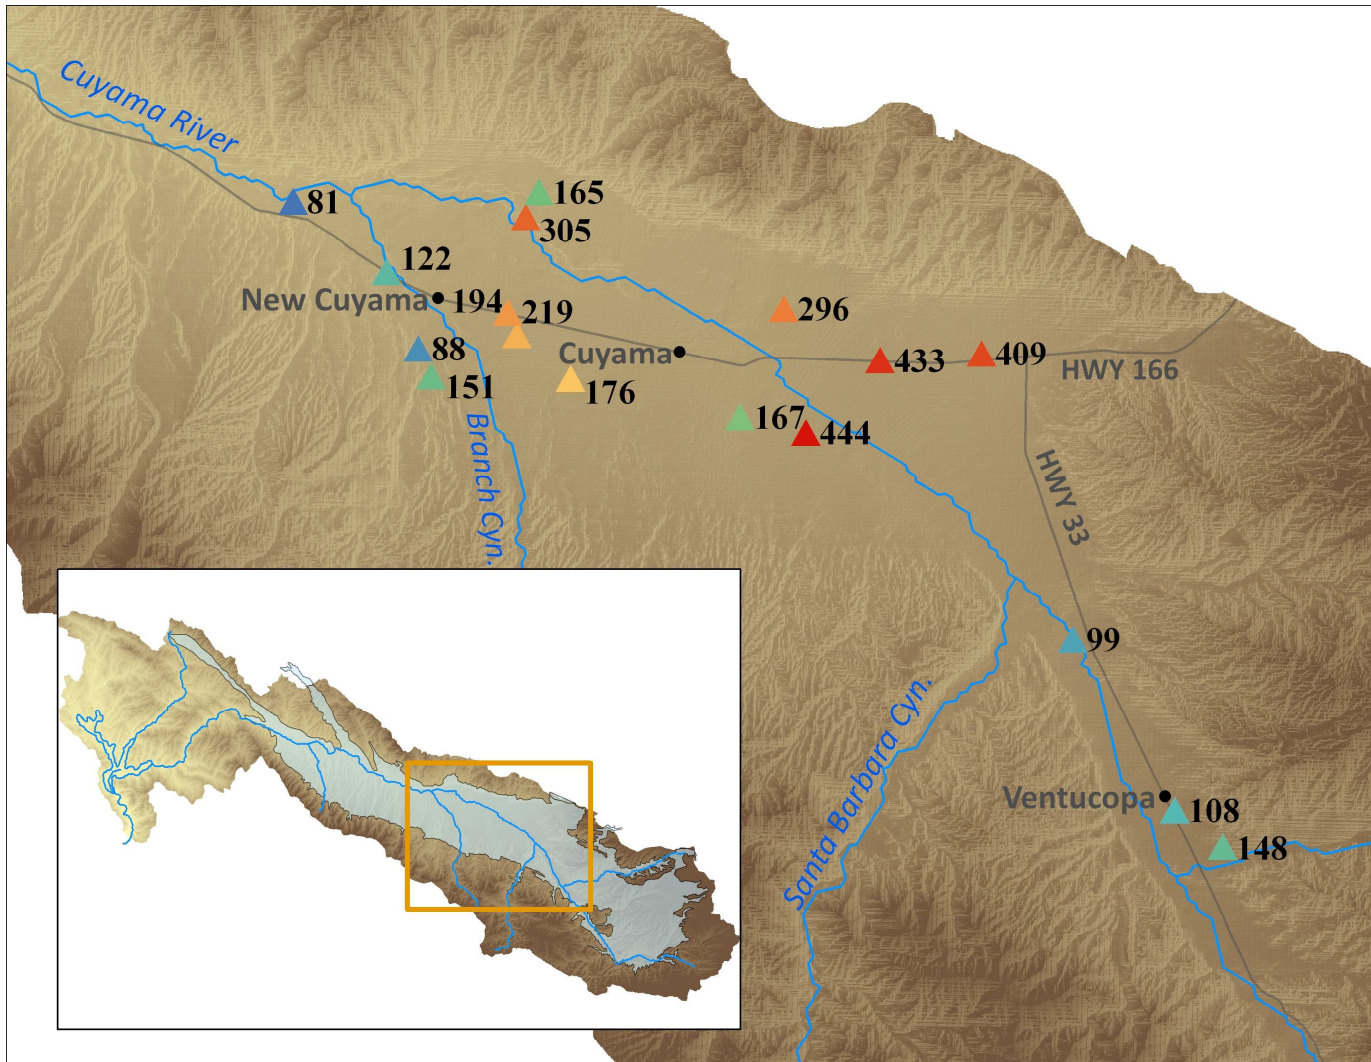 Cuyama River
165
81
305
122
New Cuyama
194
219
296
88
Cuyama
433
409
HWY 166
151
176
167
444
Branch Cyn.
HWY 33
99
Santa Barbara Cyn.
Ventucopa
108
148